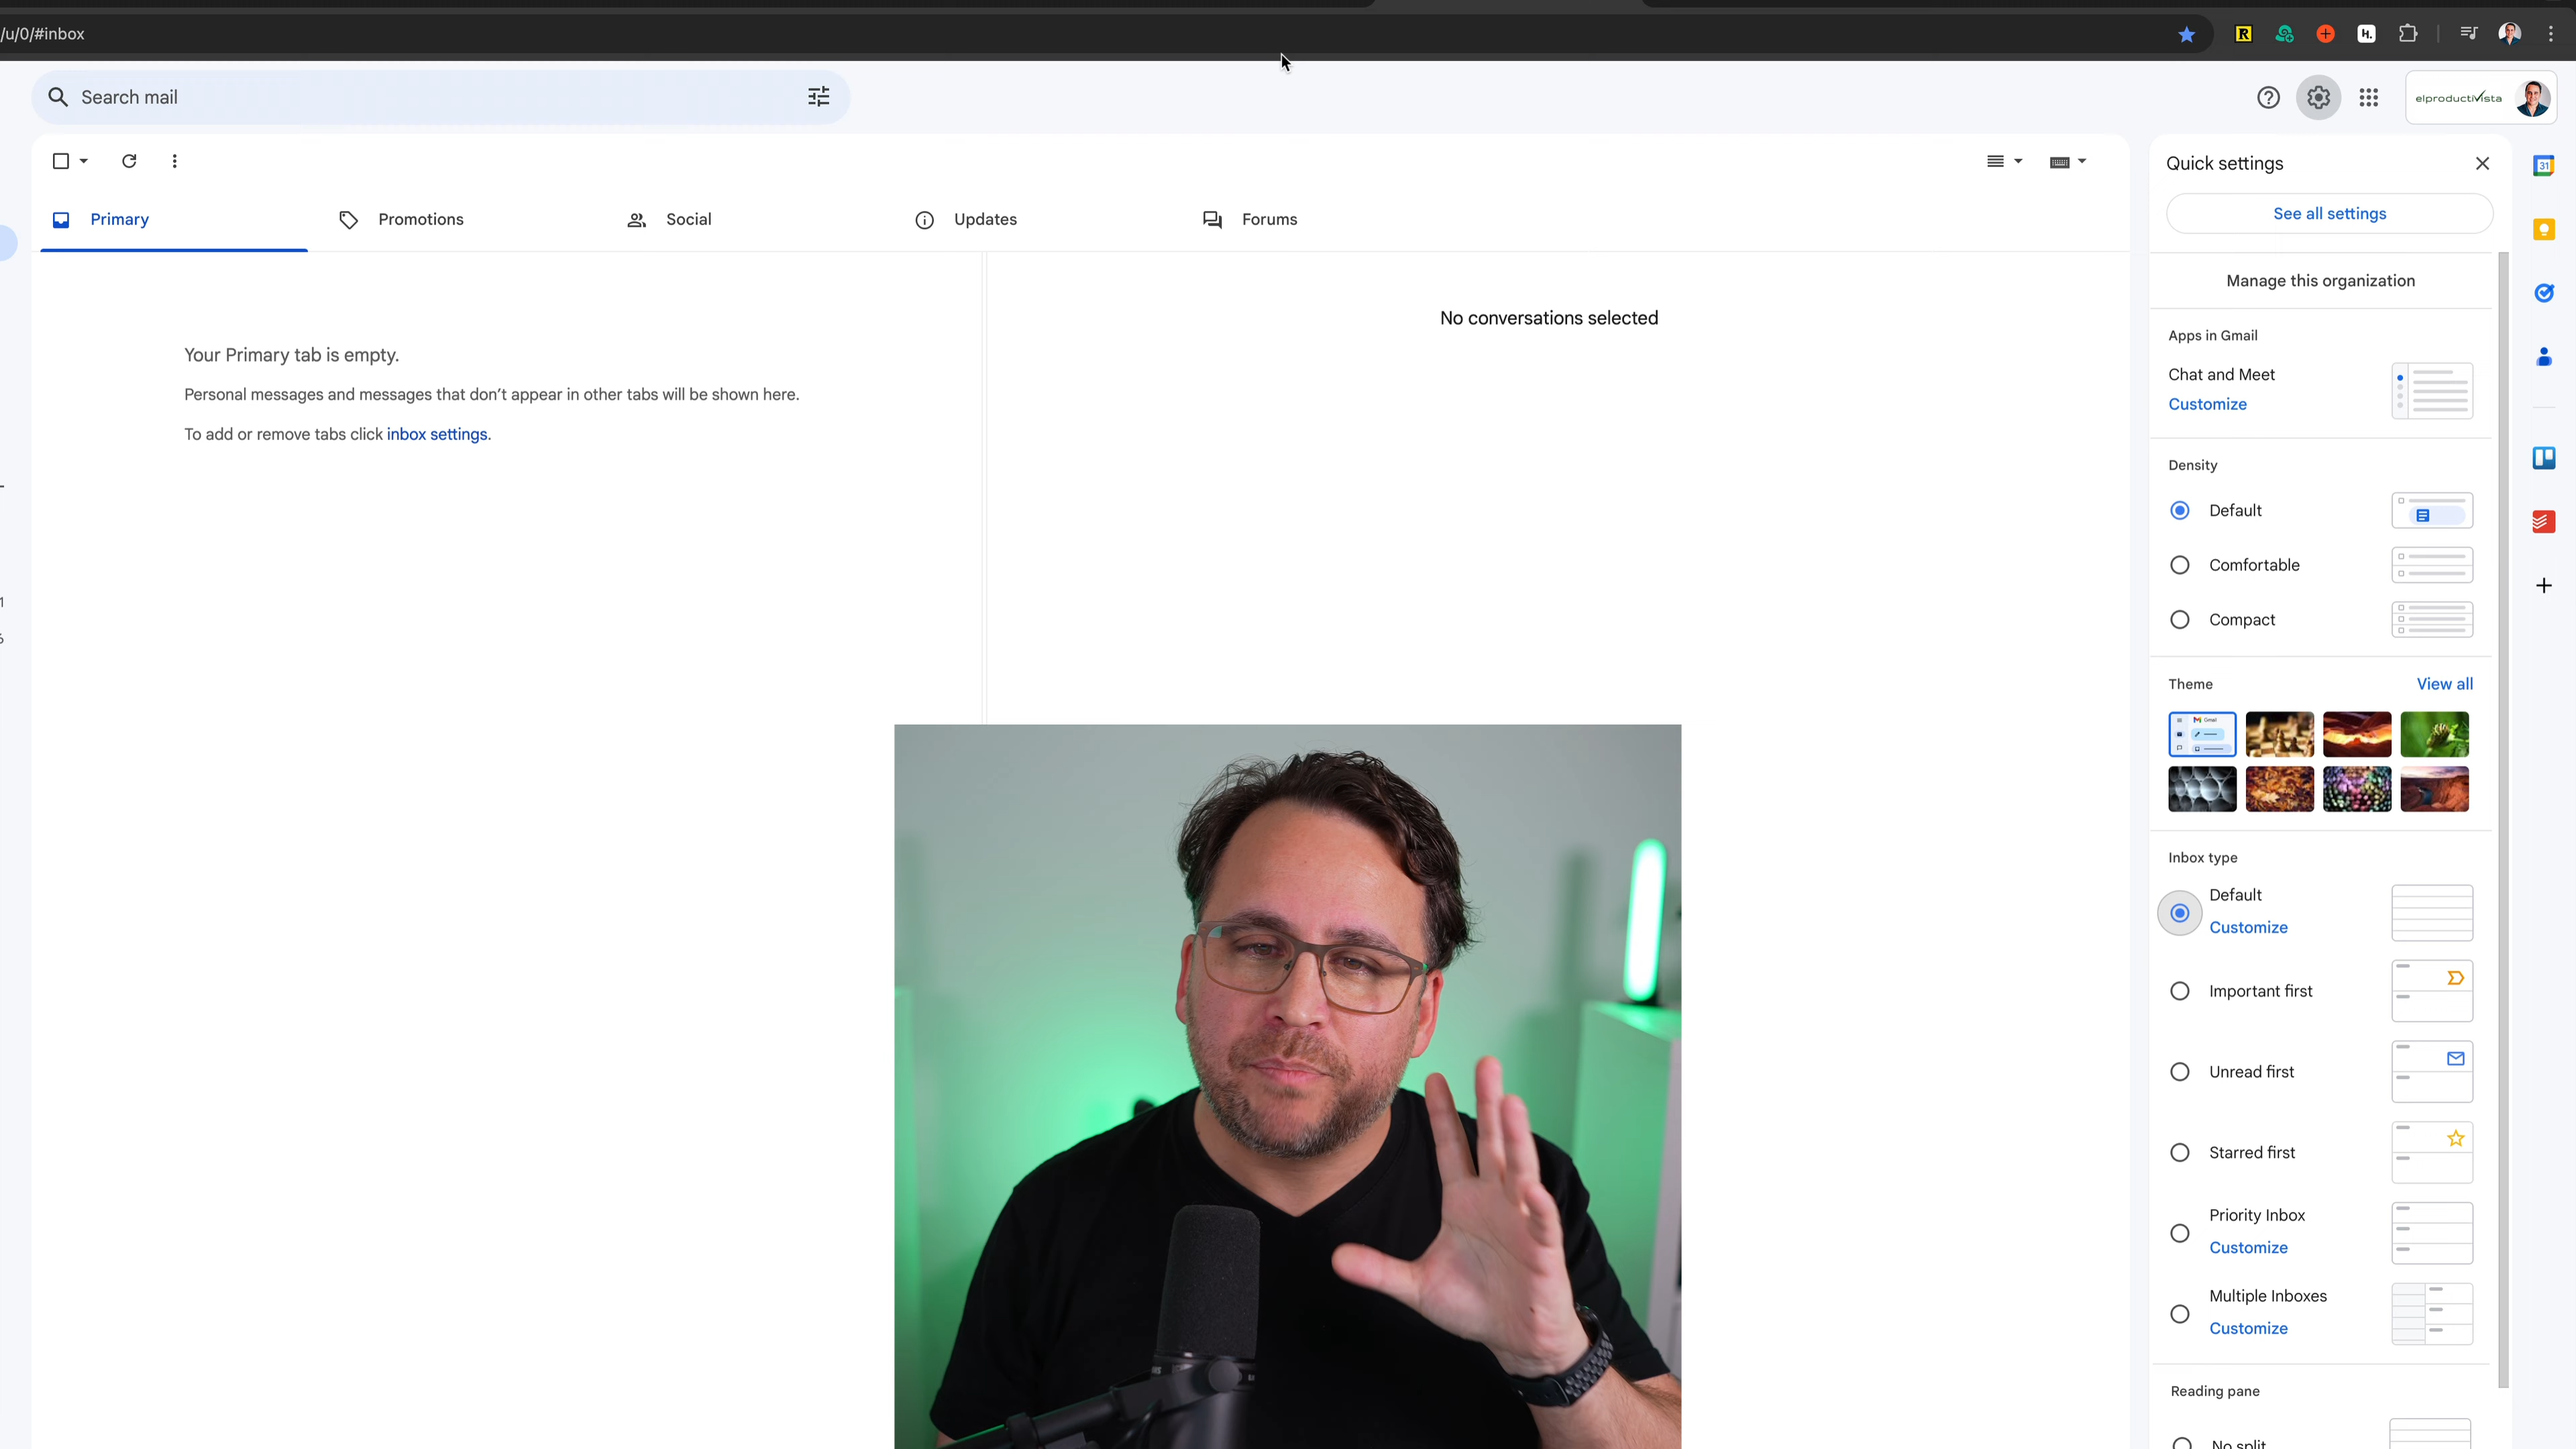 /u/0/#inbox
Search mail
elproductivista
Primary
Promotions
Social
Updates
Forums
Your Primary tab is empty.
Personal messages and messages that don't appear in other tabs will be shown here.
To add or remove tabs click inbox settings.
No conversations selected
Quick settings
See all settings
Manage this organization
Apps in Gmail
Chat and Meet
Customize
Density
Default
Comfortable
Compact
Theme
View all
Gmail
Inbox type
Default
Customize
Important first
Unread first
Starred first
Priority Inbox
Customize
Multiple Inboxes
Customize
Reading pane
No split
R
H.
31